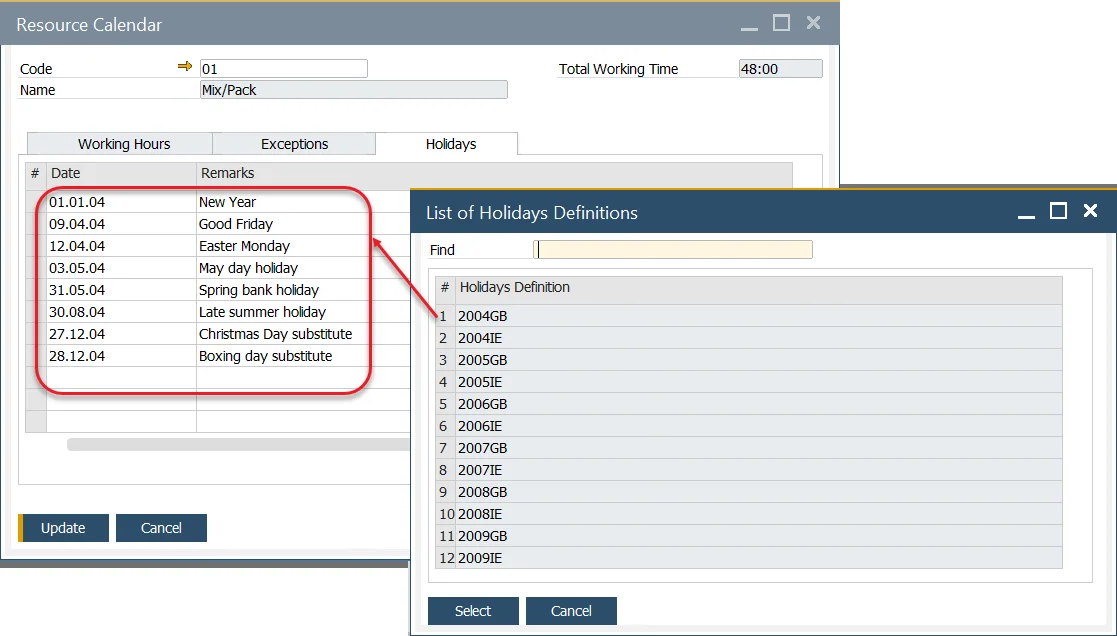 Resource Calendar
Code 01 Total Working Time 48:00
Name Mix/Pack
Working Hours Exceptions Holidays
# Date Remarks
01.01.04 New Year
09.04.04 Good Friday
12.04.04 Easter Monday
03.05.04 May day holiday
31.05.04 Spring bank holiday
30.08.04 Late summer holiday
27.12.04 Christmas Day substitute
28.12.04 Boxing day substitute
Update Cancel
List of Holidays Definitions
Find
# Holidays Definition
1 2004GB
2 2004IE
3 2005GB
4 2005IE
5 2006GB
6 2006IE
7 2007GB
8 2007IE
9 2008GB
10 2008IE
11 2009GB
12 2009IE
Select Cancel